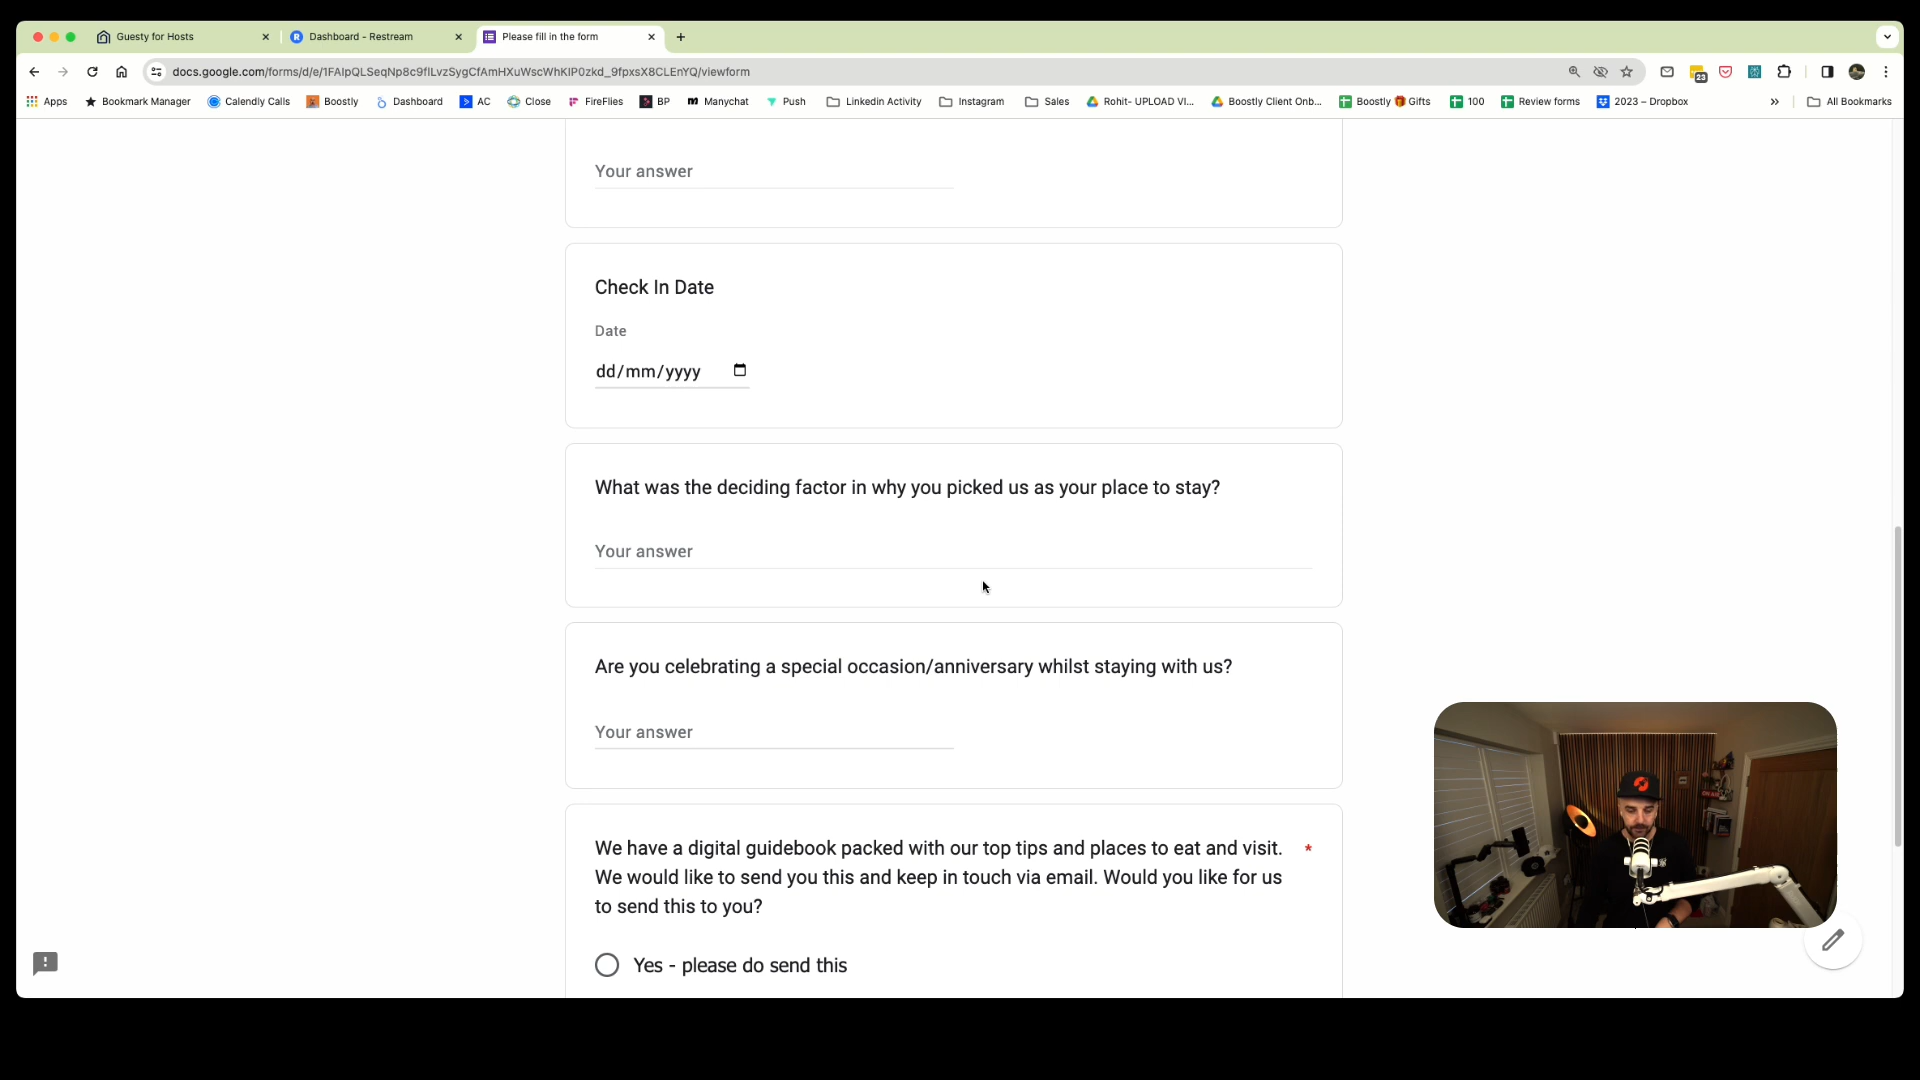 Guesty for Hosts
Dashboard - Restream
Please fill in the form
docs.google.com/forms/d/e/1FAIpQLSeqNp8c9flLvzSygCfAmHXuWscWhKIP0zkd_9fpxsX8CLEnYQ/viewform
23
Apps
Bookmark Manager
Calendly Calls
Boostly
Dashboard
AC
Close
FireFlies
BP
Manychat
Push
Linkedin Activity
Instagram
Sales
Rohit- UPLOAD VI...
Boostly Client Onb...
Boostly 🎁 Gifts
100
Review forms
2023 – Dropbox
»
All Bookmarks
Your answer
Check In Date
Date
dd/mm/yyyy
What was the deciding factor in why you picked us as your place to stay?
Your answer
Are you celebrating a special occasion/anniversary whilst staying with us?
Your answer
We have a digital guidebook packed with our top tips and places to eat and visit. *
We would like to send you this and keep in touch via email. Would you like for us
to send this to you?
Yes - please do send this